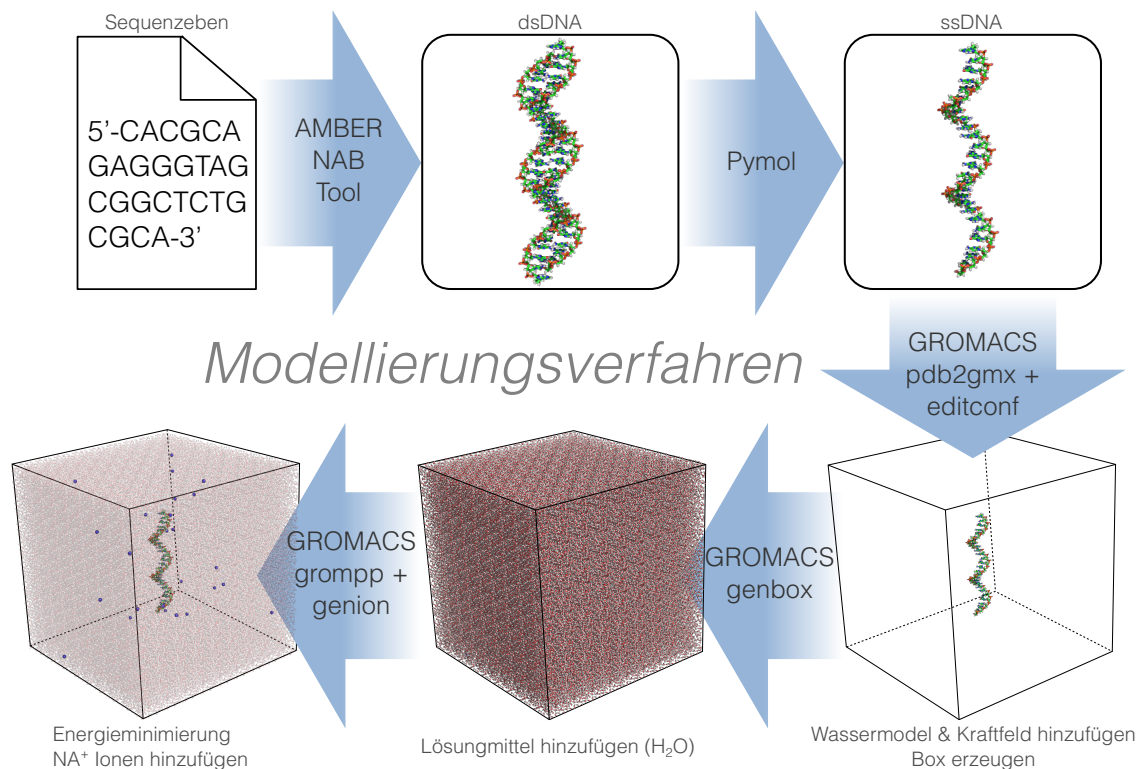 Sequenzeben
dsDNA
ssDNA
5’-CACGCA
GAGGGTAG
CGGCTCTG
CGCA-3’
AMBER
NAB
Tool
Pymol
Modellierungsverfahren
GROMACS
pdb2gmx +
editconf
GROMACS
grompp +
genion
GROMACS
genbox
Energieminimierung
NA⁺ Ionen hinzufügen
Lösungmittel hinzufügen (H₂O)
Wassermodel & Kraftfeld hinzufügen
Box erzeugen